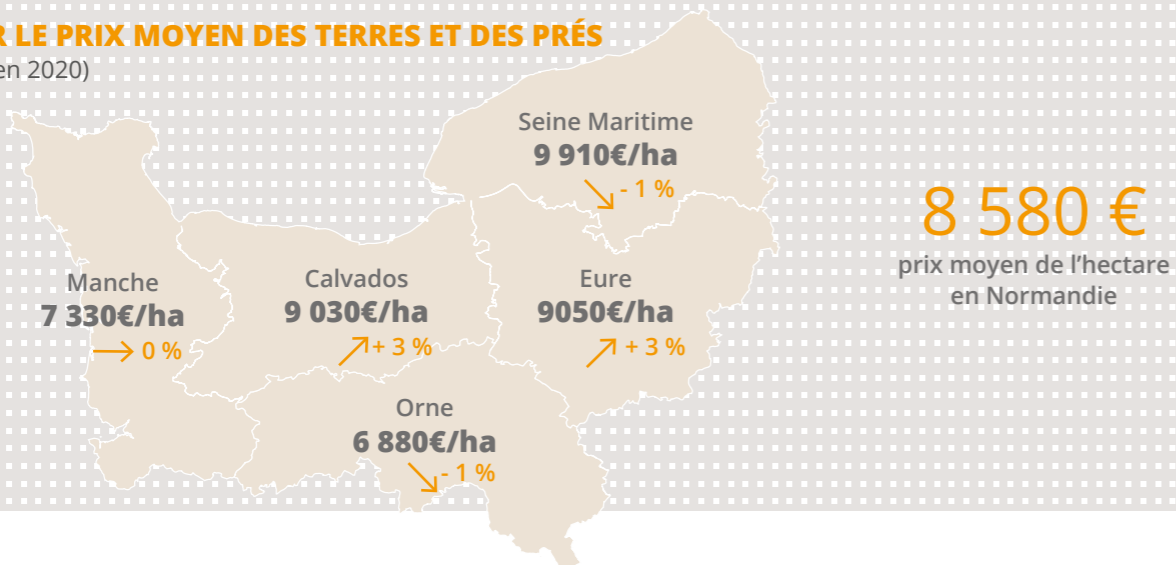 R LE PRIX MOYEN DES TERRES ET DES PRÉS
en 2020)
Seine Maritime
9 910€/ha
- 1 %
Manche
7 330€/ha
0 %
Calvados
9 030€/ha
+ 3 %
Eure
9050€/ha
+ 3 %
Orne
6 880€/ha
- 1 %
8 580 €
prix moyen de l'hectare
en Normandie